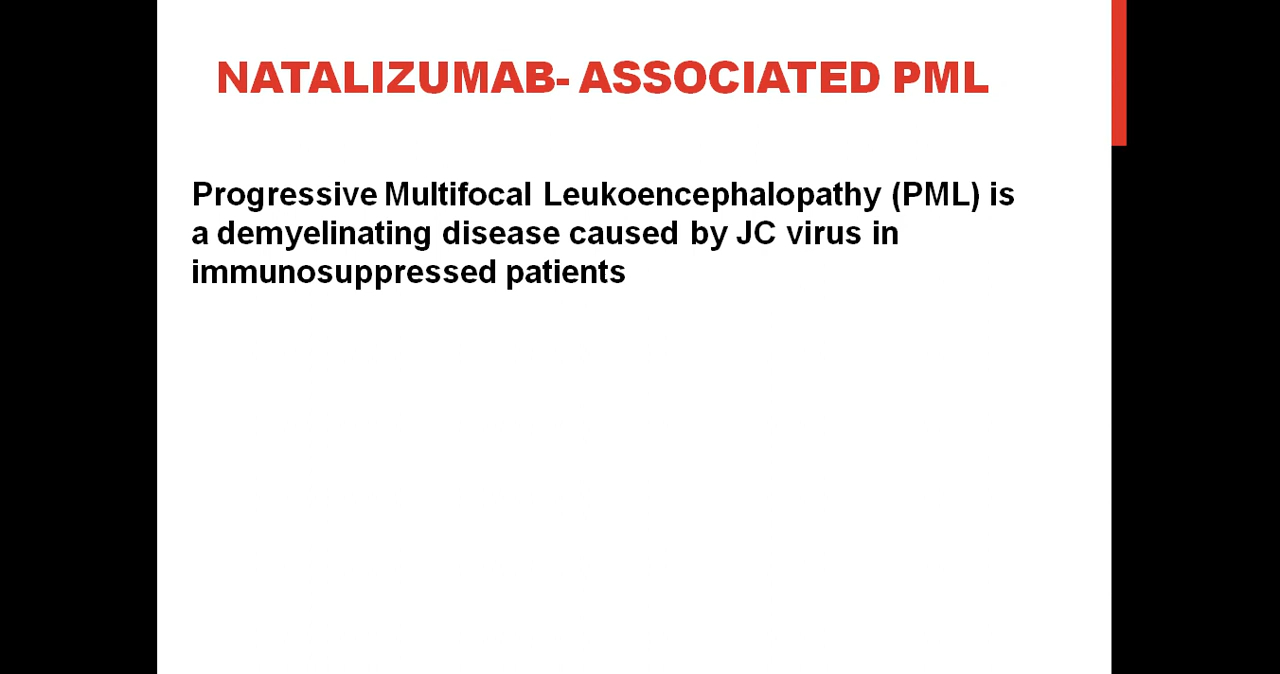 NATALIZUMAB- ASSOCIATED PML
Progressive Multifocal Leukoencephalopathy (PML) is
a demyelinating disease caused by JC virus in
immunosuppressed patients